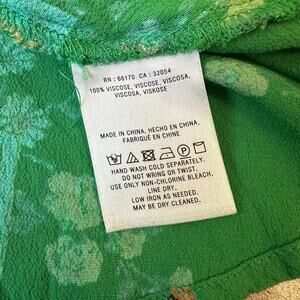 RN : 66170 CA : 32054
100% VISCOSE, VISCOSE, VISCOSA,
VISCOSA, VISKOSE
MADE IN CHINA, HECHO EN CHINA,
FABRIQUÉ EN CHINE
HAND WASH COLD SEPARATELY.
DO NOT WRING OR TWIST.
USE ONLY NON-CHLORINE BLEACH.
LINE DRY.
LOW IRON AS NEEDED.
MAY BE DRY CLEANED.